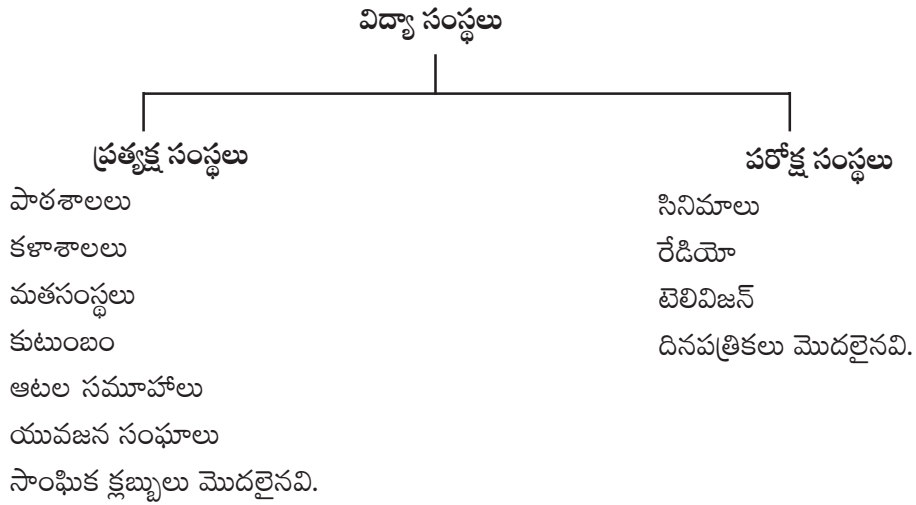 విద్యా సంస్థలు
ప్రత్యక్ష సంస్థలు
పాఠశాలలు
కళాశాలలు
మతసంస్థలు
కుటుంబం
ఆటల సమూహాలు
యువజన సంఘాలు
సాంఘిక క్లబ్బులు మొదలైనవి.
పరోక్ష సంస్థలు
సినిమాలు
రేడియో
టెలివిజన్
దినపత్రికలు మొదలైనవి.